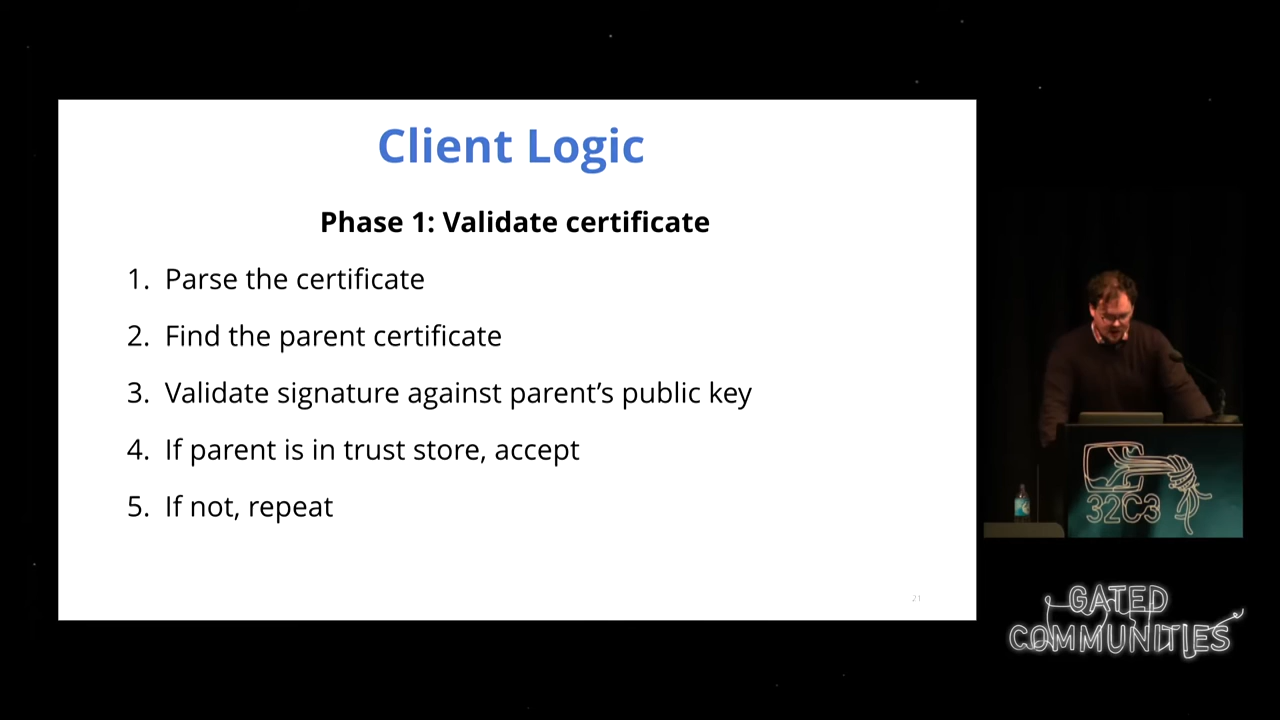 Client Logic
Phase 1: Validate certificate
1. Parse the certificate
2. Find the parent certificate
3. Validate signature against parent’s public key
4. If parent is in trust store, accept
5. If not, repeat
21
32C3
GATED
COMMUNITIES